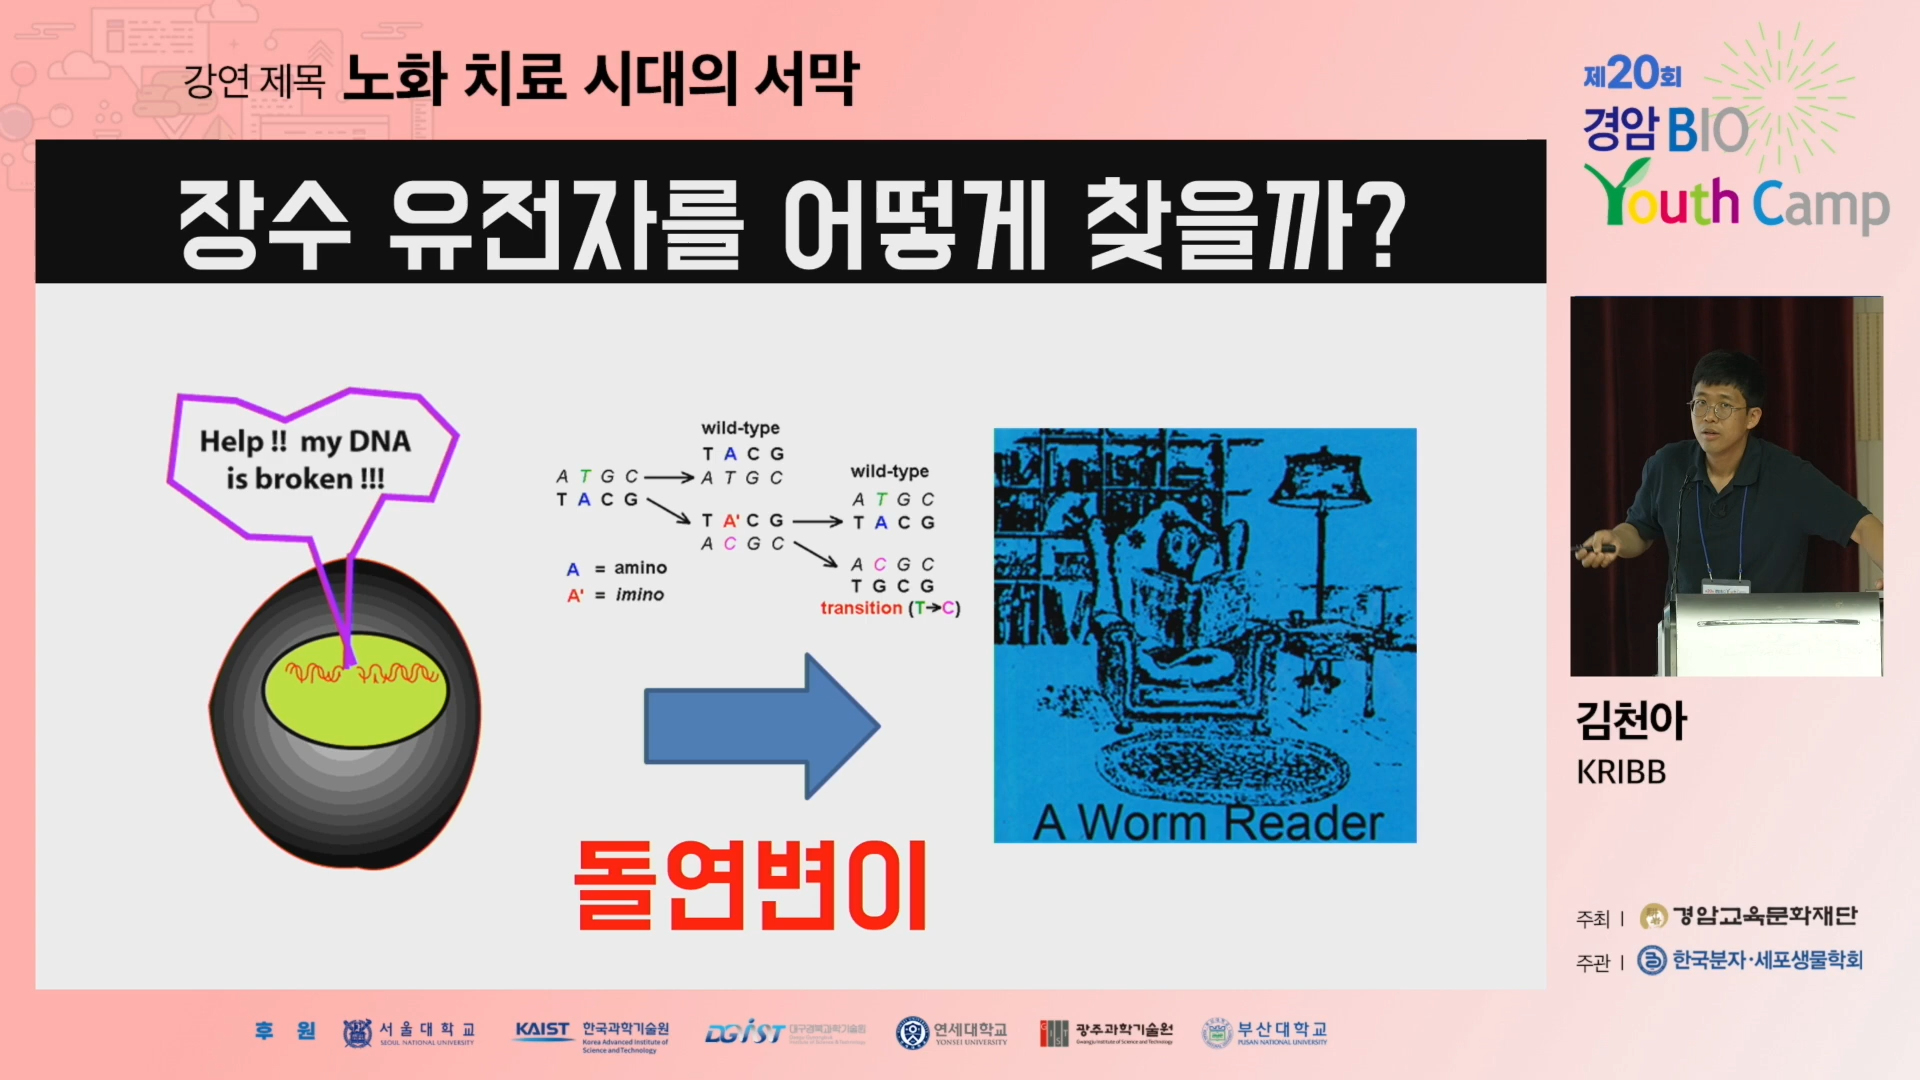 강연 제목 노화 치료 시대의 서막
제20회
경암 BIO
Youth Camp
장수 유전자를 어떻게 찾을까?
Help !! my DNA
is broken !!!
wild-type
T A C G
A T G C
A T G C
T A C G
T A' C G
A C G C
wild-type
A T G C
T A C G
A C G C
T G C G
transition (T→C)
A = amino
A' = imino
돌연변이
A Worm Reader
김천아
KRIBB
주최 | 경암교육문화재단
주관 | 한국분자·세포생물학회
후 원
서울대학교
SEOUL NATIONAL UNIVERSITY
KAIST 한국과학기술원
Korea Advanced Institute of
Science and Technology
DGIST 대구경북과학기술원
연세대학교
YONSEI UNIVERSITY
광주과학기술원
Gwangju Institute of Science and Technology
부산대학교
PUSAN NATIONAL UNIVERSITY